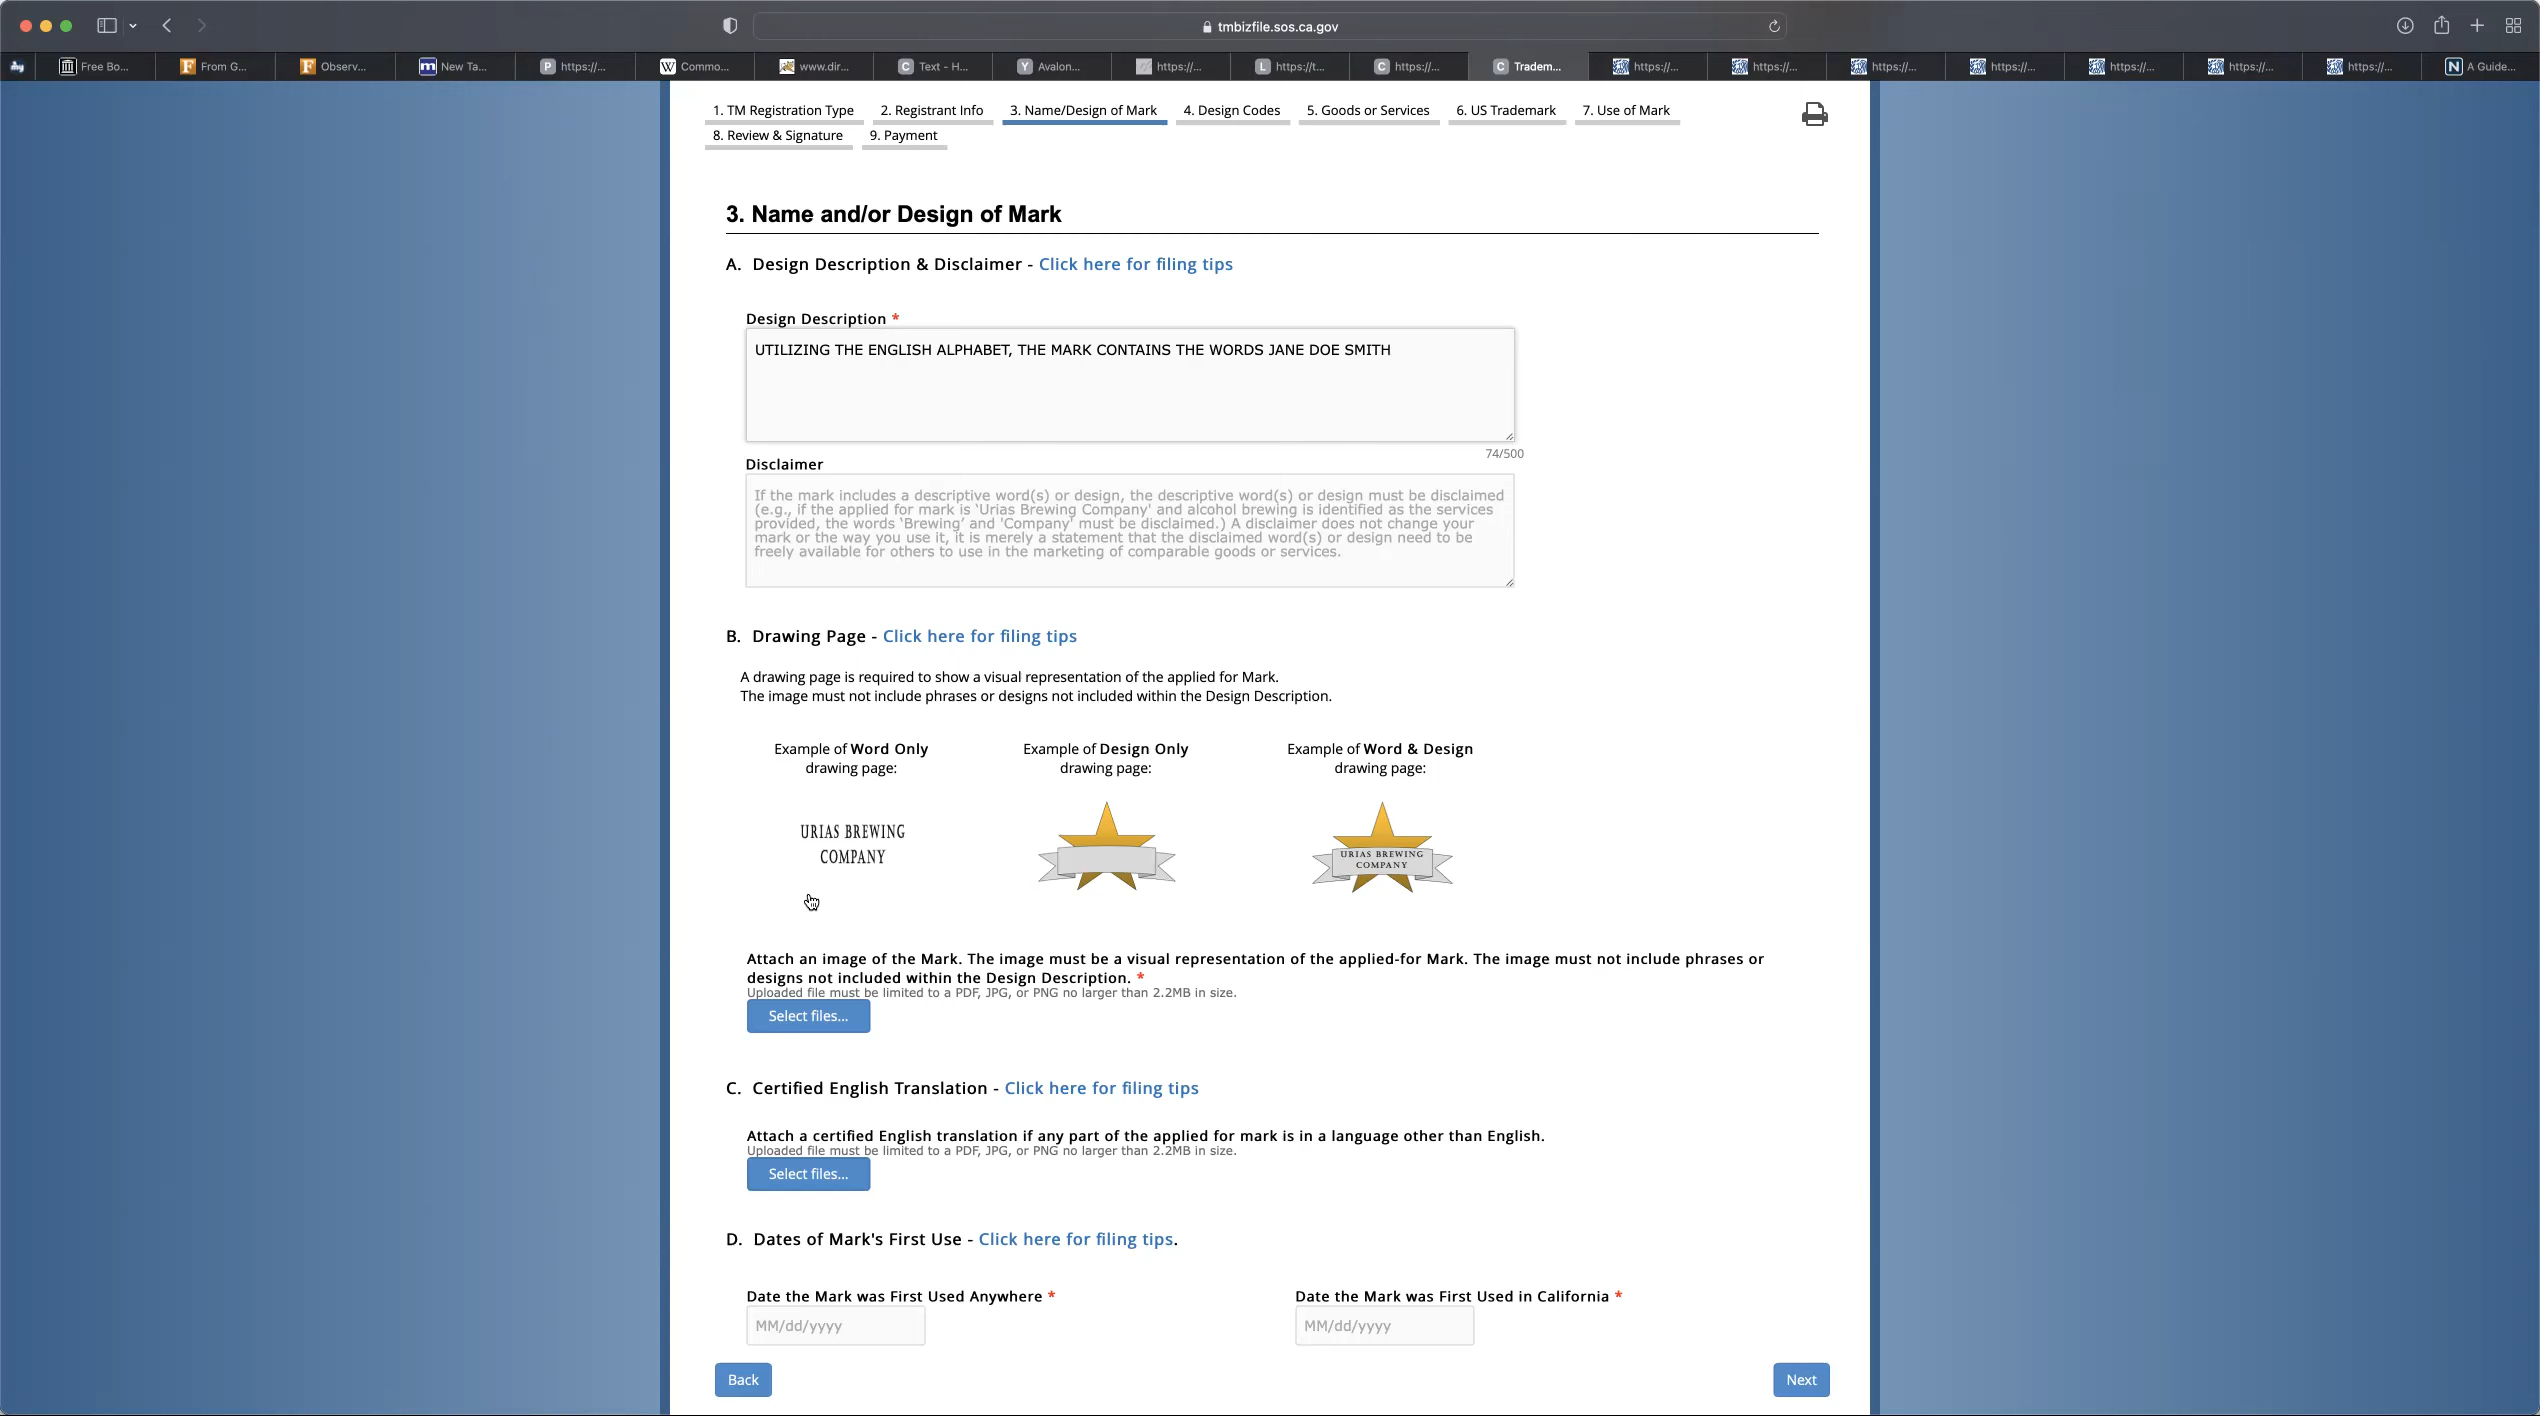 tmbizfile.sos.ca.gov
my
Free Bo...
F From G...
F Observ...
m New Ta...
P https://...
W Commo...
www.dir...
C Text - H...
Y Avalon...
https://...
L https://t...
C https://...
C Tradem...
https://...
https://...
https://...
https://...
https://...
https://...
https://...
N A Guide...
1. TM Registration Type 2. Registrant Info 3. Name/Design of Mark 4. Design Codes 5. Goods or Services 6. US Trademark 7. Use of Mark
8. Review & Signature 9. Payment
3. Name and/or Design of Mark
A. Design Description & Disclaimer - Click here for filing tips
Design Description *
UTILIZING THE ENGLISH ALPHABET, THE MARK CONTAINS THE WORDS JANE DOE SMITH
74/500
Disclaimer
If the mark includes a descriptive word(s) or design, the descriptive word(s) or design must be disclaimed
(e.g., if the applied for mark is 'Urias Brewing Company' and alcohol brewing is identified as the services
provided, the words 'Brewing' and 'Company' must be disclaimed.) A disclaimer does not change your
mark or the way you use it, it is merely a statement that the disclaimed word(s) or design need to be
freely available for others to use in the marketing of comparable goods or services.
B. Drawing Page - Click here for filing tips
A drawing page is required to show a visual representation of the applied for Mark.
The image must not include phrases or designs not included within the Design Description.
Example of Word Only
drawing page:
Example of Design Only
drawing page:
Example of Word & Design
drawing page:
URIAS BREWING
COMPANY
URIAS BREWING
COMPANY
Attach an image of the Mark. The image must be a visual representation of the applied-for Mark. The image must not include phrases or
designs not included within the Design Description. *
Uploaded file must be limited to a PDF, JPG, or PNG no larger than 2.2MB in size.
Select files...
C. Certified English Translation - Click here for filing tips
Attach a certified English translation if any part of the applied for mark is in a language other than English.
Uploaded file must be limited to a PDF, JPG, or PNG no larger than 2.2MB in size.
Select files...
D. Dates of Mark's First Use - Click here for filing tips.
Date the Mark was First Used Anywhere *
Date the Mark was First Used in California *
MM/dd/yyyy
MM/dd/yyyy
Back
Next